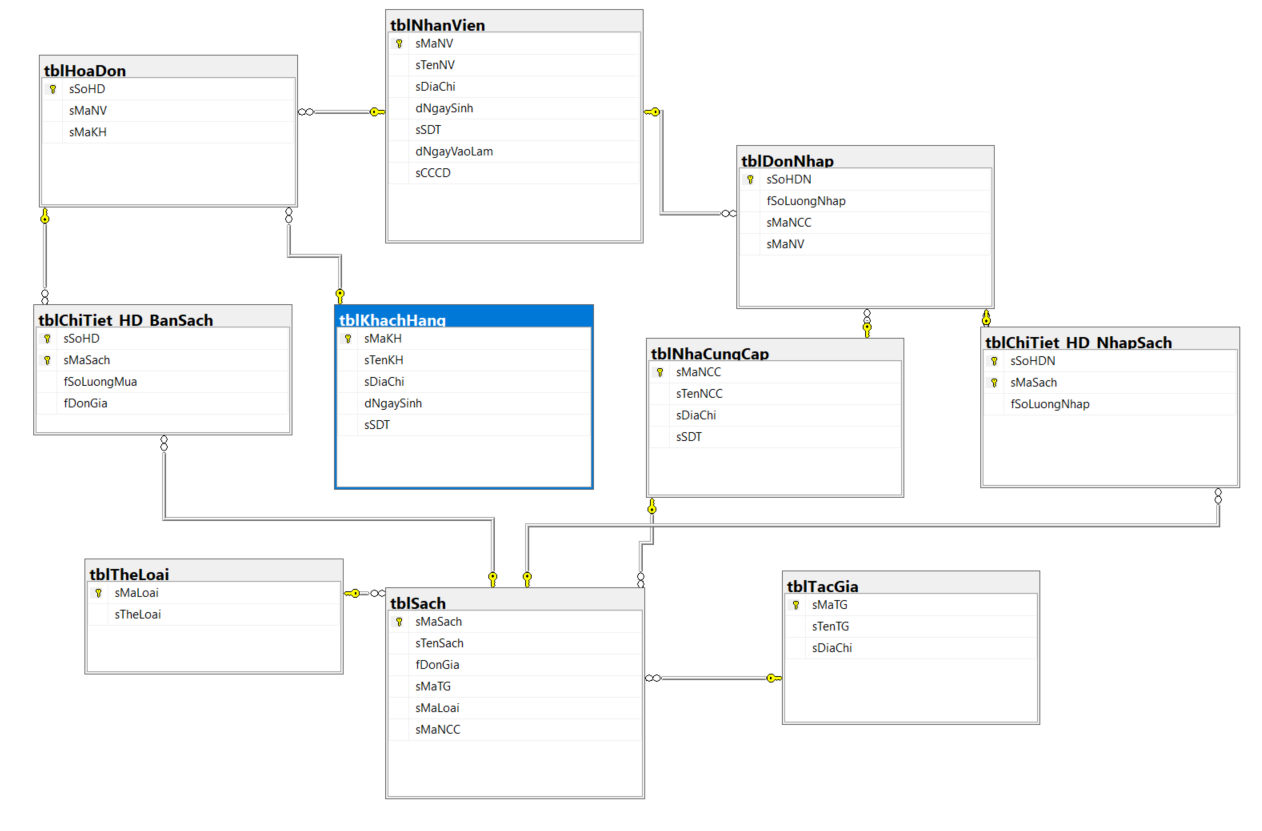 tblNhanVien
sMaNV
sTenNV
sDiaChi
dNgaySinh
sSDT
dNgayVaoLam
sCCCD
tblHoaDon
sSoHD
sMaNV
sMaKH
tblDonNhap
sSoHDN
fSoLuongNhap
sMaNCC
sMaNV
tblChiTiet_HD_BanSach
sSoHD
sMaSach
fSoLuongMua
fDonGia
tblKhachHang
sMaKH
sTenKH
sDiaChi
dNgaySinh
sSDT
tblNhaCungCap
sMaNCC
sTenNCC
sDiaChi
sSDT
tblChiTiet_HD_NhapSach
sSoHDN
sMaSach
fSoLuongNhap
tblTheLoai
sMaLoai
sTheLoai
tblSach
sMaSach
sTenSach
fDonGia
sMaTG
sMaLoai
sMaNCC
tblTacGia
sMaTG
sTenTG
sDiaChi